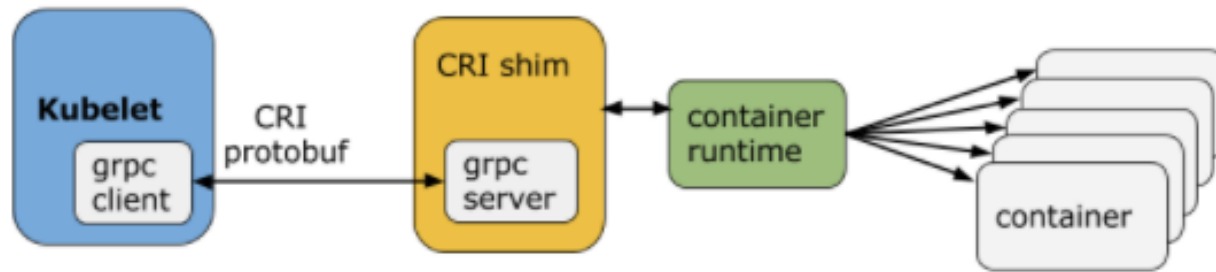 Kubelet
grpc
client
CRI
protobuf
CRI shim
grpc
server
container
runtime
container